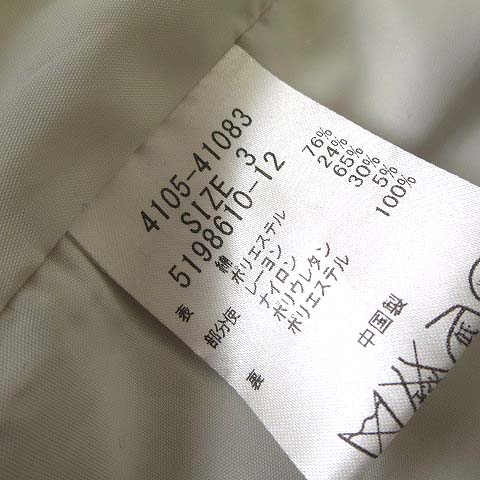 4105-41083
SIZE 3
5198610-12
表 綿 76%
ポリエステル 24%
部分使 レーヨン 65%
ナイロン 30%
ポリウレタン 5%
裏 ポリエステル 100%
中国製
低